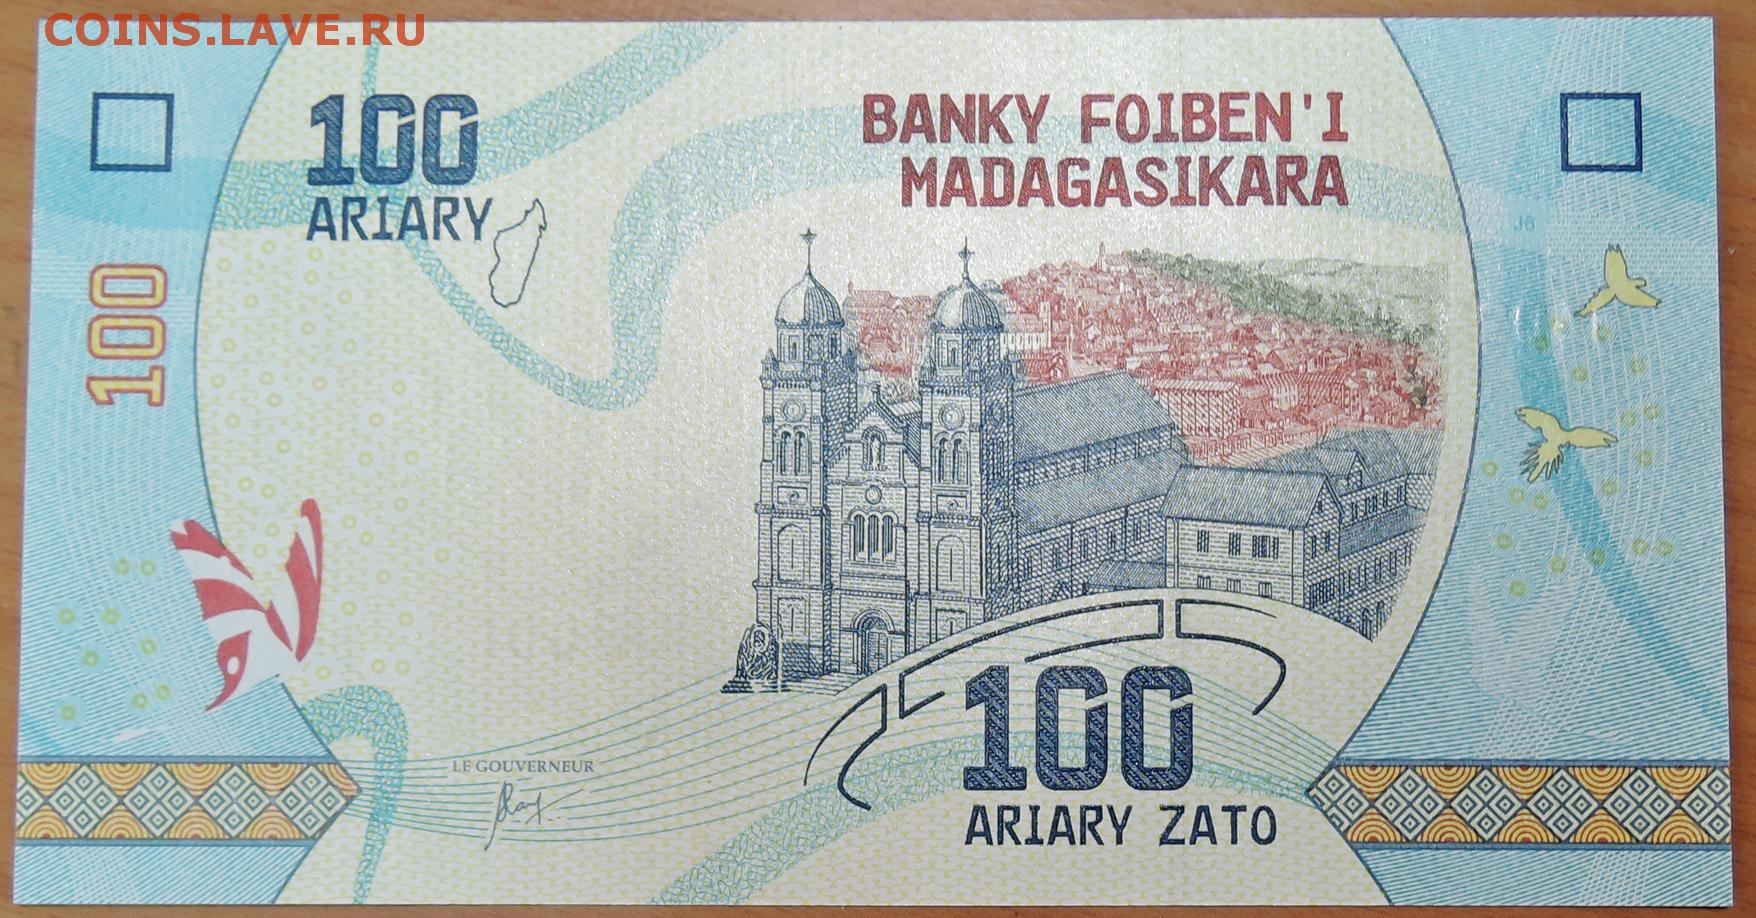 COINS.LAVE.RU
100
ARIARY
BANKY FOIBEN'I
MADAGASIKARA
J6
100
LE GOUVERNEUR
100
ARIARY ZATO